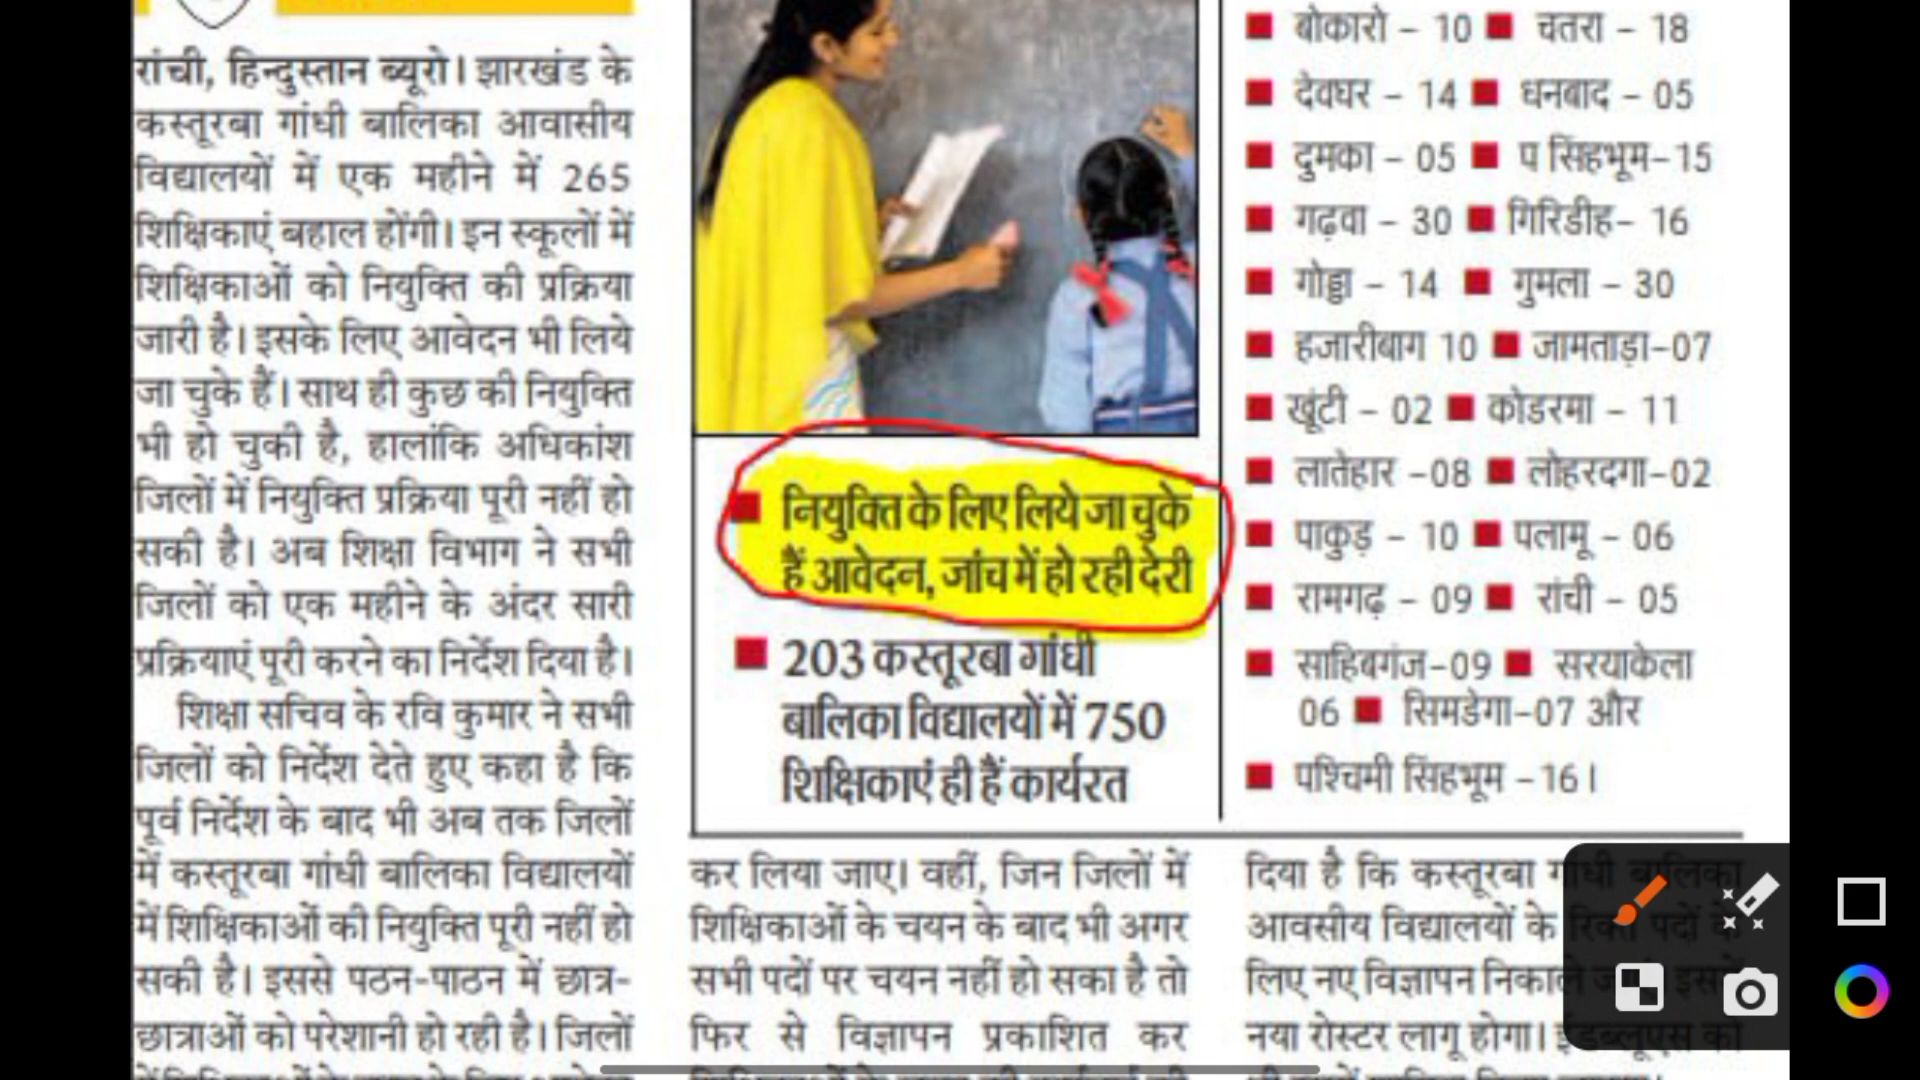 रांची, हिन्दुस्तान ब्यूरो। झारखंड के
कस्तूरबा गांधी बालिका आवासीय
विद्यालयों में एक महीने में 265
शिक्षिकाएं बहाल होंगी। इन स्कूलों में
शिक्षिकाओं को नियुक्ति की प्रक्रिया
जारी है। इसके लिए आवेदन भी लिये
जा चुके हैं। साथ ही कुछ की नियुक्ति
भी हो चुकी है, हालांकि अधिकांश
जिलों में नियुक्ति प्रक्रिया पूरी नहीं हो
सकी है। अब शिक्षा विभाग ने सभी
जिलों को एक महीने के अंदर सारी
प्रक्रियाएं पूरी करने का निर्देश दिया है।
शिक्षा सचिव के रवि कुमार ने सभी
जिलों को निर्देश देते हुए कहा है कि
पूर्व निर्देश के बाद भी अब तक जिलों
में कस्तूरबा गांधी बालिका विद्यालयों
में शिक्षिकाओं की नियुक्ति पूरी नहीं हो
सकी है। इससे पठन-पाठन में छात्र-
छात्राओं को परेशानी हो रही है। जिलों
नियुक्ति के लिए लिये जा चुके
हैं आवेदन, जांच में हो रही देरी
203 कस्तूरबा गांधी
बालिका विद्यालयों में 750
शिक्षिकाएं ही हैं कार्यरत
कर लिया जाए। वहीं, जिन जिलों में
शिक्षिकाओं के चयन के बाद भी अगर
सभी पदों पर चयन नहीं हो सका है तो
फिर से विज्ञापन प्रकाशित कर
बोकारो – 10 चतरा – 18
देवघर – 14 धनबाद – 05
दुमका – 05 प सिंहभूम–15
गढ़वा – 30 गिरिडीह– 16
गोड्डा – 14 गुमला – 30
हजारीबाग 10 जामताड़ा–07
खूंटी – 02 कोडरमा – 11
लातेहार –08 लोहरदगा–02
पाकुड़ – 10 पलामू – 06
रामगढ़ – 09 रांची – 05
साहिबगंज–09 सरयाकेला
06 सिमडेगा–07 और
पश्चिमी सिंहभूम –16।
दिया है कि कस्तूरबा गांधी बालिका
आवसीय विद्यालयों के रिक्त पदों के
लिए नए विज्ञापन निकाले
नया रोस्टर लागू होगा। ईडब्लूएस को